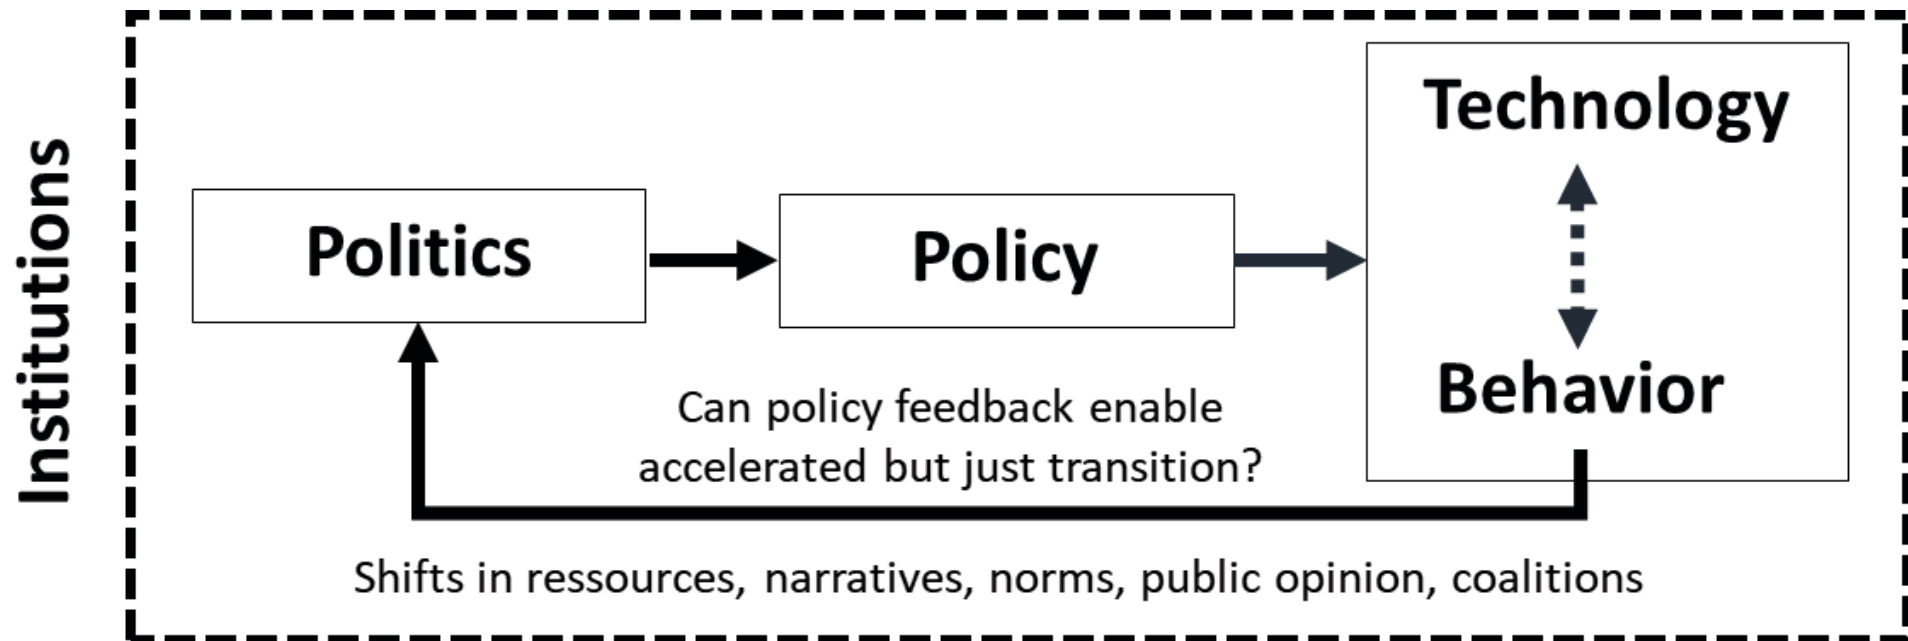 Institutions
Technology
Politics
Policy
Behavior
Can policy feedback enable
accelerated but just transition?
Shifts in ressources, narratives, norms, public opinion, coalitions